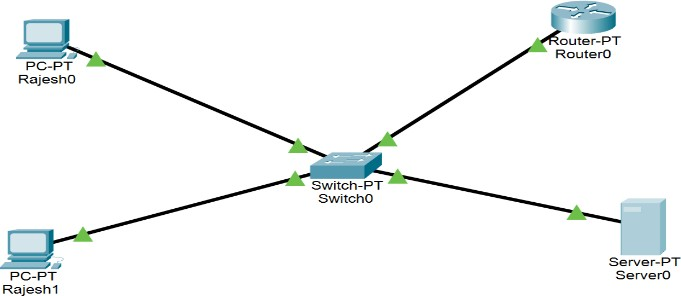 PC-PT
Rajesh0
Router-PT
Router0
Switch-PT
Switch0
PC-PT
Rajesh1
Server-PT
Server0